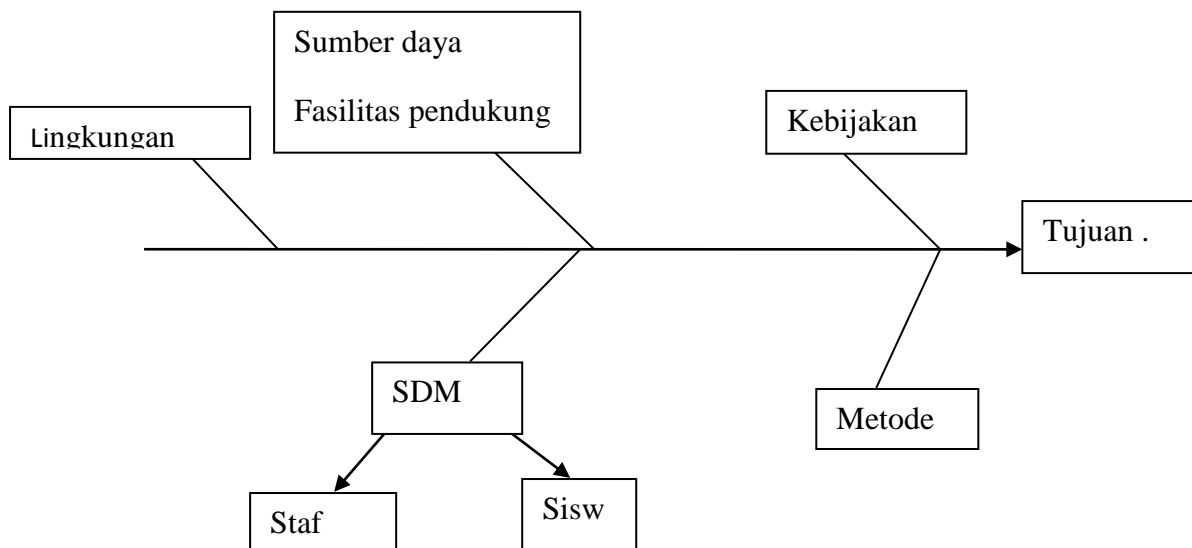 Sumber daya
Fasilitas pendukung
Lingkungan
Kebijakan
Tujuan .
SDM
Metode
Staf
Sisw